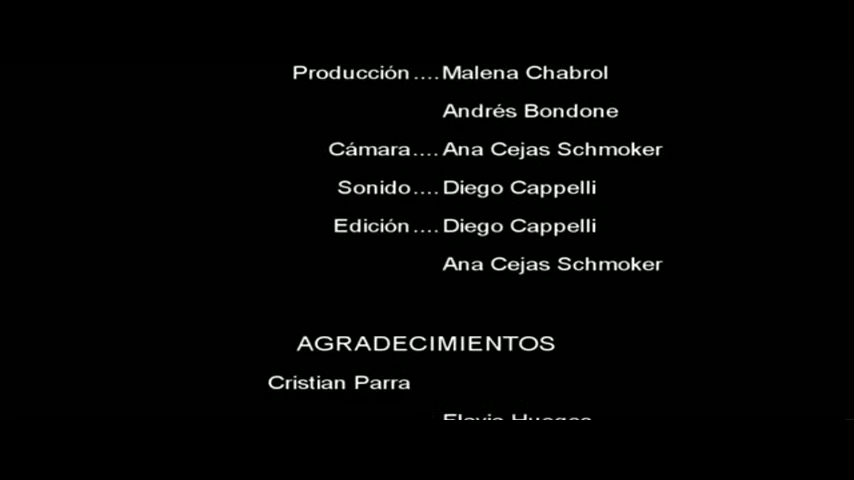 Producción....Malena Chabrol
Andrés Bondone
Cámara....Ana Cejas Schmoker
Sonido....Diego Cappelli
Edición....Diego Cappelli
Ana Cejas Schmoker
AGRADECIMIENTOS
Cristian Parra